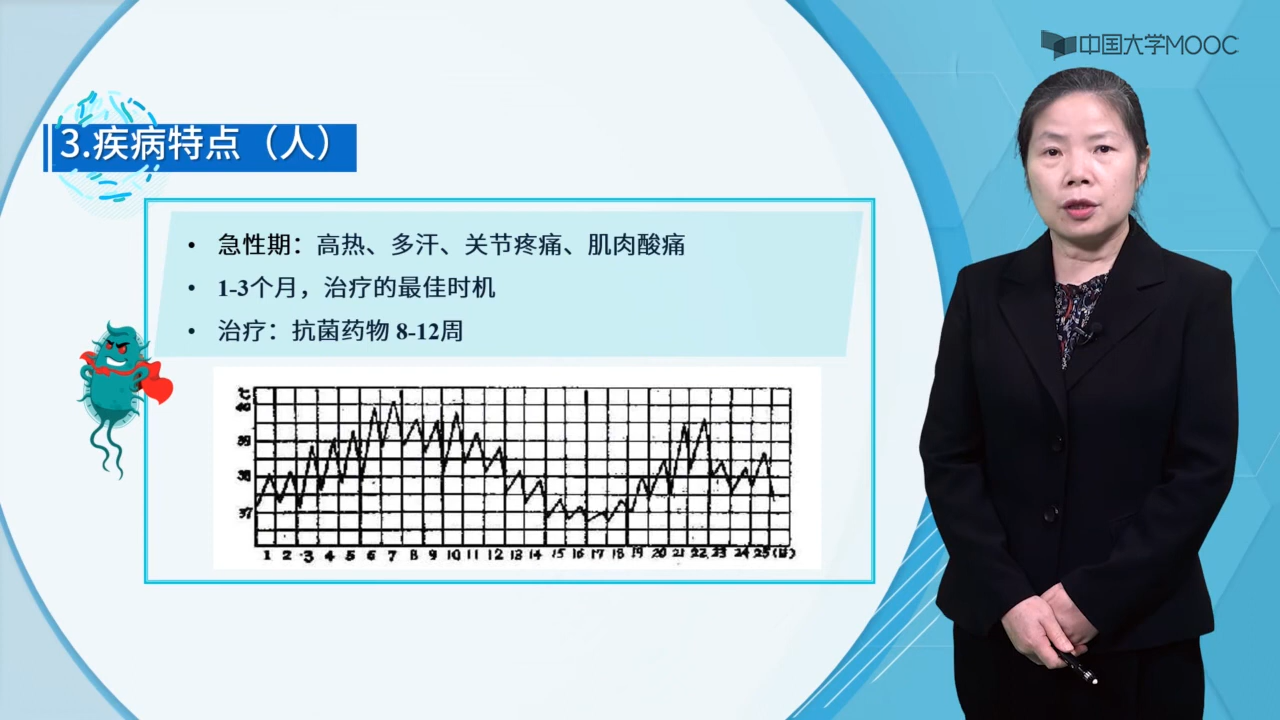 中国大学MOOC
3.疾病特点（人）
• 急性期：高热、多汗、关节疼痛、肌肉酸痛
• 1-3个月，治疗的最佳时机
• 治疗：抗菌药物 8-12周
℃
40
39
38
37
1 2 3 4 5 6 7 8 9 10 11 12 13 14 15 16 17 18 19 20 21 22 23 24 25(日)